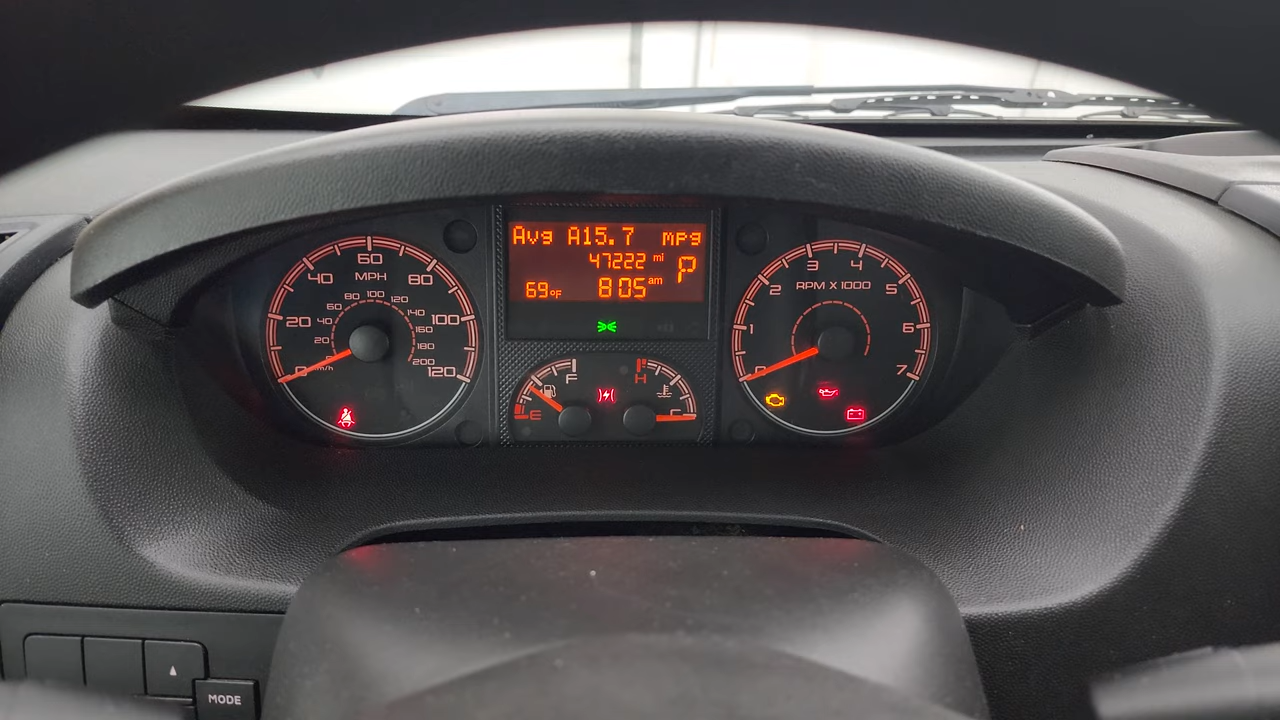 Avg A15.7 mpg
47222 mi
P
69°F 8:05 am
0 20 40 60 80 100 120
MPH
20 40 60 80 100 120 140 160 180 200
km/h
E F
H C
0 1 2 3 4 5 6 7
RPM X 1000
MODE